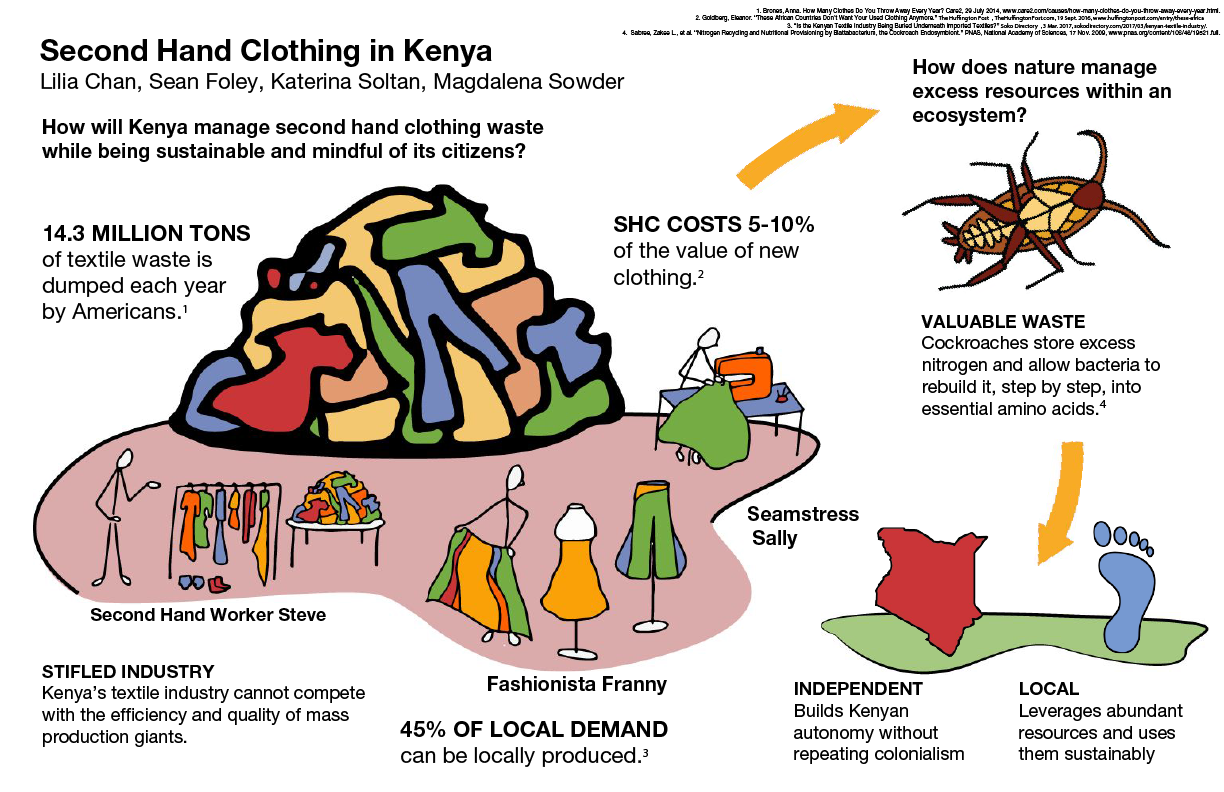 1. Brones, Anna. How Many Clothes Do You Throw Away Every Year? Care2, 29 July 2014, www.care2.com/causes/how-many-clothes-do-you-throw-away-every-year.html.
2. Goldberg, Eleanor. "These African Countries Don't Want Your Used Clothing Anymore." The Huffington Post , TheHuffingtonPost.com, 19 Sept. 2016, www.huffingtonpost.com/entry/these-africa
3. "Is the Kenyan Textile Industry Being Buried Underneath Imported Textiles?" Soko Directory , 3 Mar. 2017, sokodirectory.com/2017/03/kenyan-textile-industry/.
4. Sabree, Zakee L., et al. "Nitrogen Recycling and Nutritional Provisioning by Blattabacterium, the Cockroach Endosymbiont." PNAS, National Academy of Sciences, 17 Nov. 2009, www.pnas.org/content/106/46/19521.full.
Second Hand Clothing in Kenya
Lilia Chan, Sean Foley, Katerina Soltan, Magdalena Sowder
How will Kenya manage second hand clothing waste
while being sustainable and mindful of its citizens?
14.3 MILLION TONS
of textile waste is
dumped each year
by Americans.¹
SHC COSTS 5-10%
of the value of new
clothing.²
How does nature manage
excess resources within an
ecosystem?
VALUABLE WASTE
Cockroaches store excess
nitrogen and allow bacteria to
rebuild it, step by step, into
essential amino acids.⁴
Seamstress
Sally
Second Hand Worker Steve
Fashionista Franny
STIFLED INDUSTRY
Kenya's textile industry cannot compete
with the efficiency and quality of mass
production giants.
45% OF LOCAL DEMAND
can be locally produced.³
INDEPENDENT
Builds Kenyan
autonomy without
repeating colonialism
LOCAL
Leverages abundant
resources and uses
them sustainably